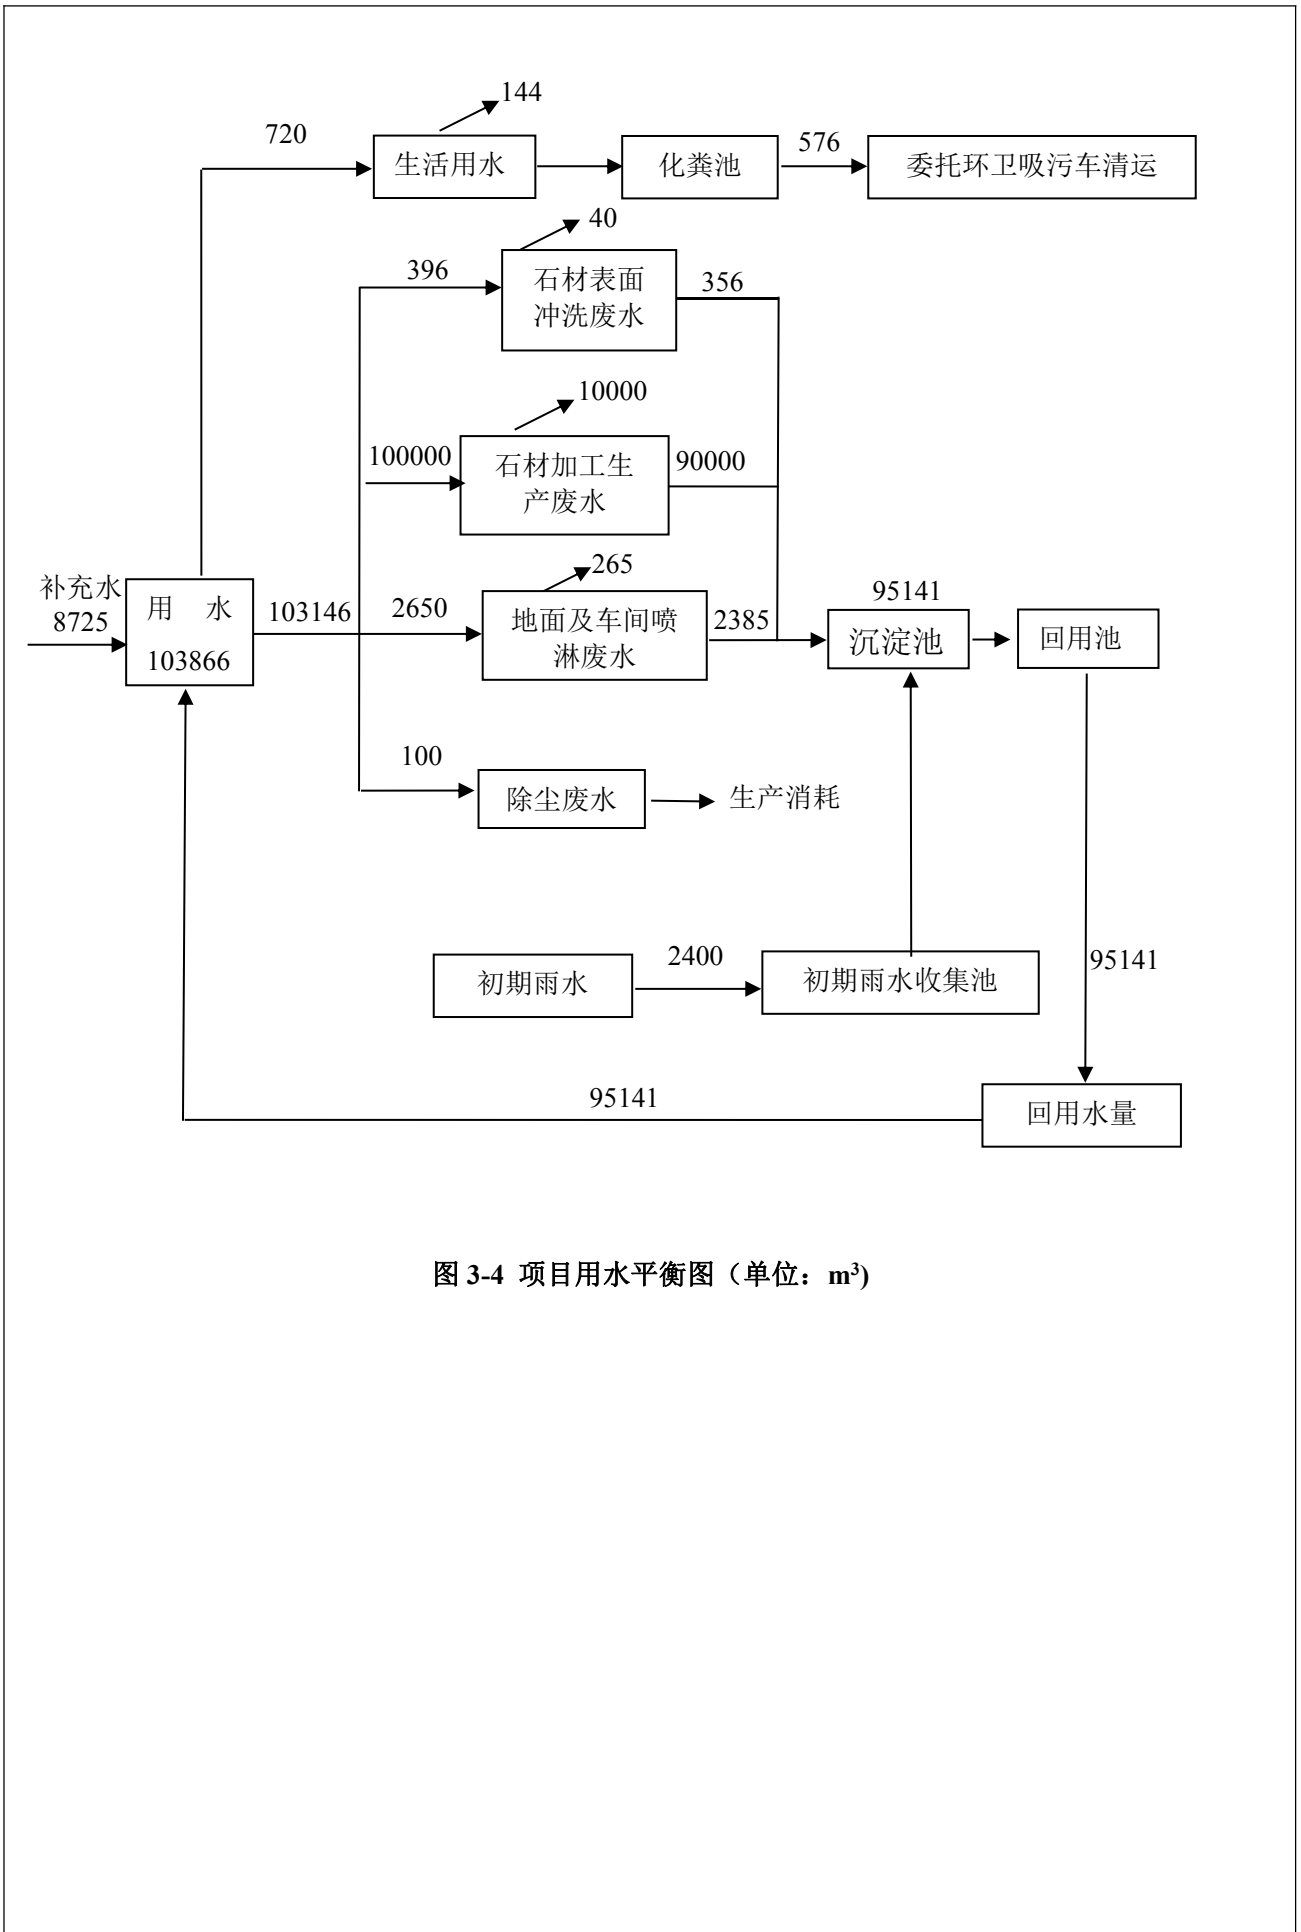 144
720
生活用水
化粪池
576
委托环卫吸污车清运
40
396
石材表面
冲洗废水
356
10000
100000
石材加工生
产废水
90000
265
补充水
8725
用 水
103866
103146
2650
地面及车间喷
淋废水
2385
95141
沉淀池
回用池
100
除尘废水
生产消耗
初期雨水
2400
初期雨水收集池
95141
95141
回用水量
图 3-4 项目用水平衡图（单位：m³)